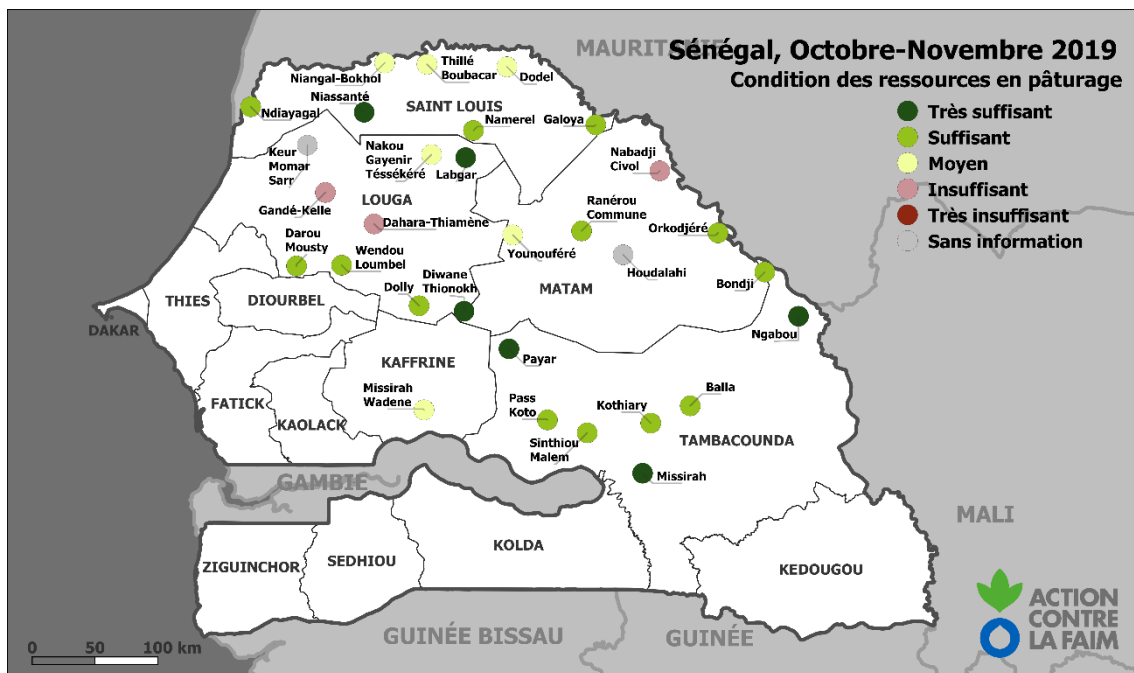 MAURITANIE
Sénégal, Octobre-Novembre 2019
Condition des ressources en pâturage
Très suffisant
Suffisant
Moyen
Insuffisant
Très insuffisant
Sans information
Niangal-Bokhol
Thillé
Boubacar
Dodel
Niassanté
Ndiayagal
SAINT LOUIS
Namerel
Galoya
Keur
Momar
Sarr
Nakou
Gayenir
Téssékéré
Labgar
Nabadji
Civol
Gandé-Kelle
LOUGA
Dahara-Thiamène
Ranérou
Commune
Orkodjéré
Darou
Mousty
Wendou
Loumbel
Younouféré
Houdalahi
Diwane
Thionokh
Dolly
Bondji
MATAM
THIES
DIOURBEL
DAKAR
Ngabou
KAFFRINE
Payar
Missirah
Wadene
FATICK
KAOLACK
Pass
Koto
Kothiary
Balla
Sinthiou
Malem
TAMBACOUNDA
Missirah
GAMBIE
MALI
ZIGUINCHOR
SEDHIOU
KOLDA
KEDOUGOU
GUINÉE BISSAU
GUINÉE
0 50 100 km
ACTION
CONTRE
LA FAIM